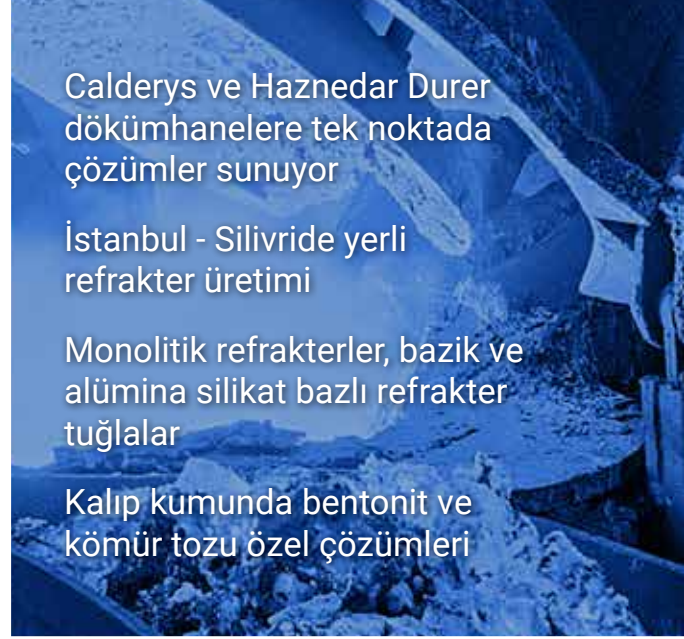 Calderys ve Haznedar Durer
dökümhanelere tek noktada
çözümler sunuyor
İstanbul - Silivride yerli
refrakter üretimi
Monolitik refrakterler, bazik ve
alümina silikat bazlı refrakter
tuğlalar
Kalıp kumunda bentonit ve
kömür tozu özel çözümleri